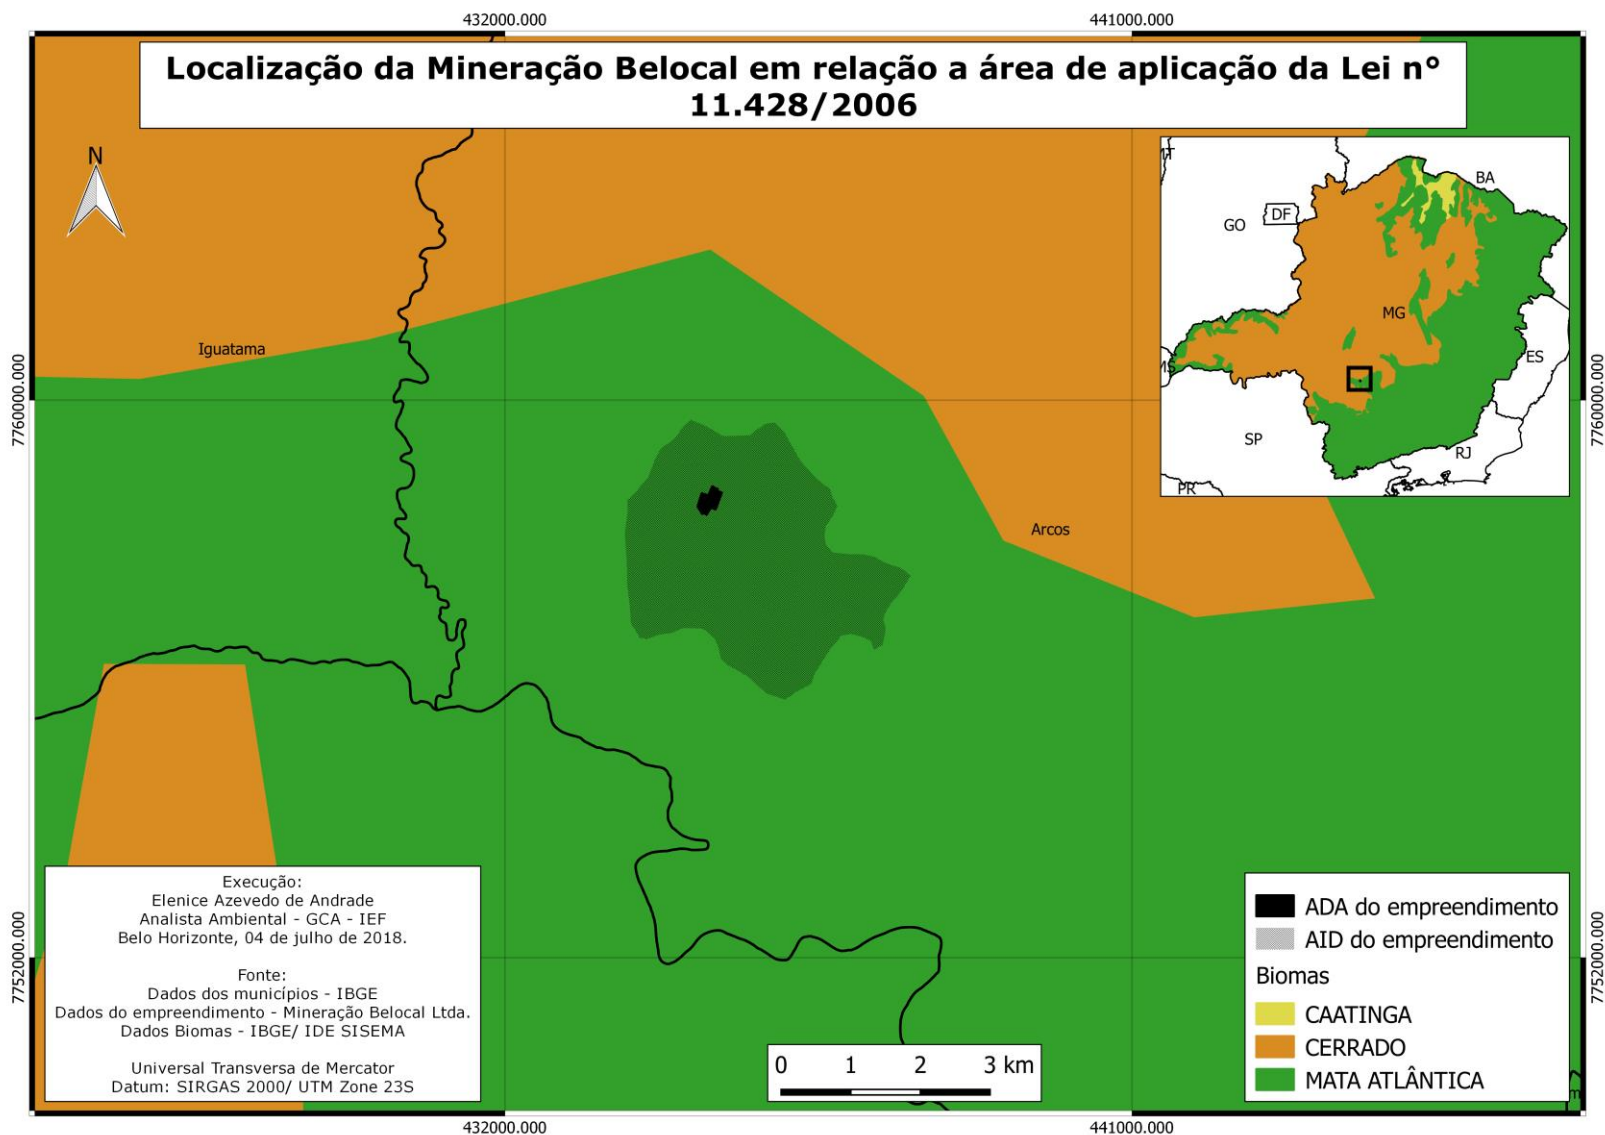 432000.000
441000.000
Localização da Mineração Belocal em relação a área de aplicação da Lei n°
11.428/2006
N
BA
GO
DF
MG
ES
MS
SP
RJ
PR
Iguatama
Arcos
7760000.000
7760000.000
Execução:
Elenice Azevedo de Andrade
Analista Ambiental - GCA - IEF
Belo Horizonte, 04 de julho de 2018.
Fonte:
Dados dos municípios - IBGE
Dados do empreendimento - Mineração Belocal Ltda.
Dados Biomas - IBGE/ IDE SISEMA
Universal Transversa de Mercator
Datum: SIRGAS 2000/ UTM Zone 23S
7752000.000
7752000.000
0 1 2 3 km
ADA do empreendimento
AID do empreendimento
Biomas
CAATINGA
CERRADO
MATA ATLÂNTICA
432000.000
441000.000